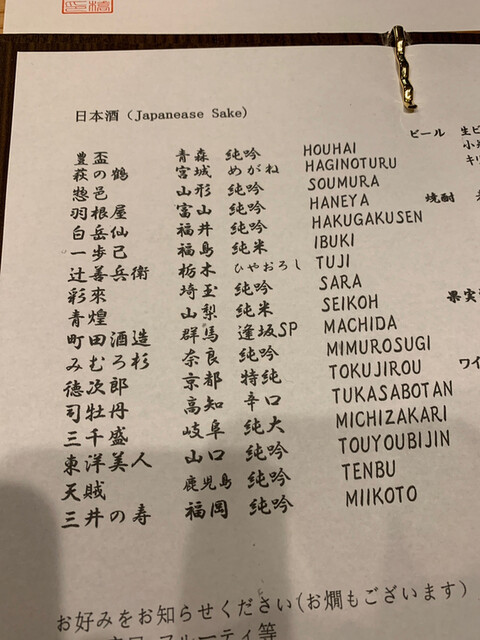 日本酒 (Japanease Sake)
豊盃 青森 純吟 HOUHAI
萩の鶴 宮城 めがね HAGINOTURU
惣邑 山形 純吟 SOUMURA
羽根屋 富山 純吟 HANEYA
白岳仙 福井 純吟 HAKUGAKUSEN
一歩己 福島 純米 IBUKI
辻善兵衛 栃木 ひやおろし TUJI
彩來 埼玉 純吟 SARA
青煌 山梨 純米 SEIKOH
町田酒造 群馬 逢坂SP MACHIDA
みむろ杉 奈良 純吟 MIMUROSUGI
徳次郎 京都 特純 TOKUJIROU
司牡丹 高知 辛口 TUKASABOTAN
三千盛 岐阜 純大 MICHIZAKARI
東洋美人 山口 純吟 TOUYOUBIJIN
天賊 鹿児島 純吟 TENBU
三井の寿 福岡 純吟 MIIKOTO
お好みをお知らせください(お燗もございます)
フルーティ等
ビール
焼酎
果実
ワイ